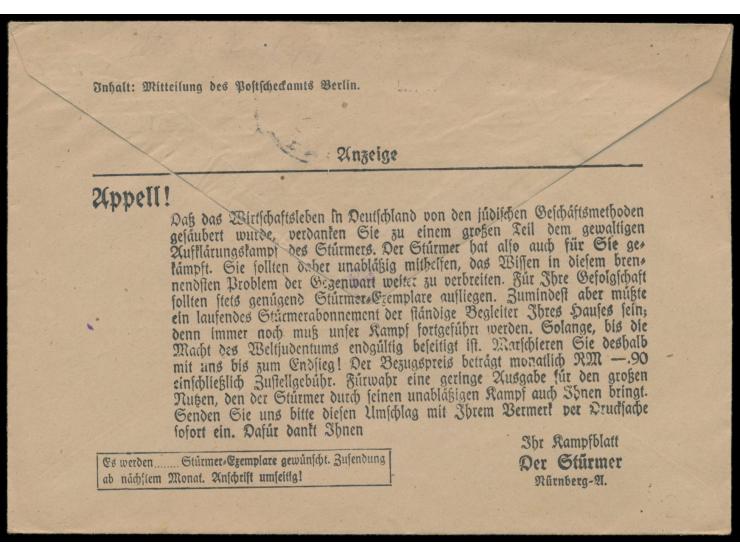 Inhalt: Mitteilung des Postscheckamts Berlin.
Anzeige
Appell!
Daß das Wirtschaftsleben in Deutschland von den jüdischen Geschäftsmethoden
gesäubert wurde, verdanken Sie zu einem großen Teil dem gewaltigen
Aufklärungskampf des Stürmers. Der Stürmer hat also auch für Sie ge-
kämpft. Sie sollten daher unabläßig mithelfen, das Wissen in diesem bren-
nendsten Problem der Gegenwart weiter zu verbreiten. Für Ihre Gefolgschaft
sollten stets genügend Stürmer-Exemplare aufliegen. Zumindest aber müßte
ein laufendes Stürmerabonnement der ständige Begleiter Ihres Hauses sein;
denn immer noch muß unser Kampf fortgeführt werden. Solange, bis die
Macht des Weltjudentums endgültig beseitigt ist. Marschieren Sie deshalb
mit uns bis zum Endsieg! Der Bezugspreis beträgt monatlich RM —.90
einschließlich Zustellgebühr. Fürwahr eine geringe Ausgabe für den großen
Nutzen, den der Stürmer durch seinen unabläßigen Kampf auch Ihnen bringt.
Senden Sie uns bitte diesen Umschlag mit Ihrem Vermerk per Drucksache
sofort ein. Dafür dankt Ihnen
Ihr Kampfblatt
Der Stürmer
Nürnberg-A.
Es werden ........ Stürmer-Exemplare gewünscht. Zusendung
ab nächstem Monat. Anschrift umseitig!